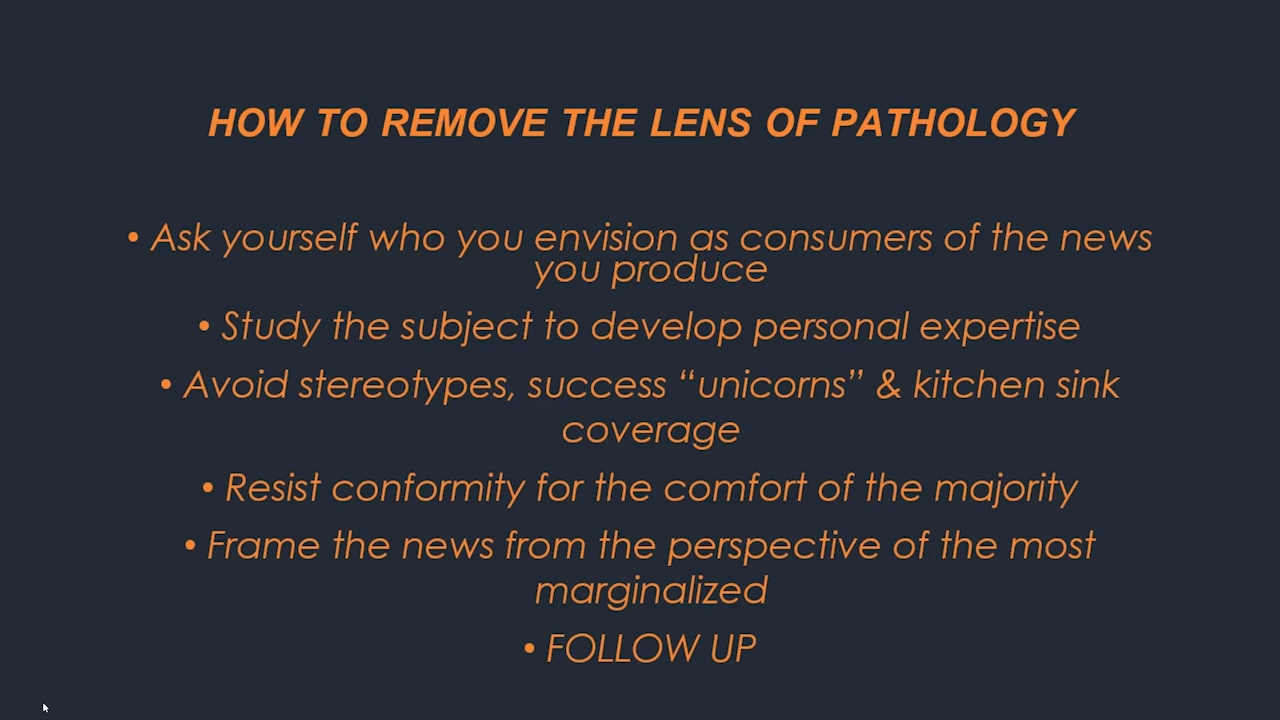 HOW TO REMOVE THE LENS OF PATHOLOGY
• Ask yourself who you envision as consumers of the news
you produce
• Study the subject to develop personal expertise
• Avoid stereotypes, success “unicorns” & kitchen sink
coverage
• Resist conformity for the comfort of the majority
• Frame the news from the perspective of the most
marginalized
• FOLLOW UP